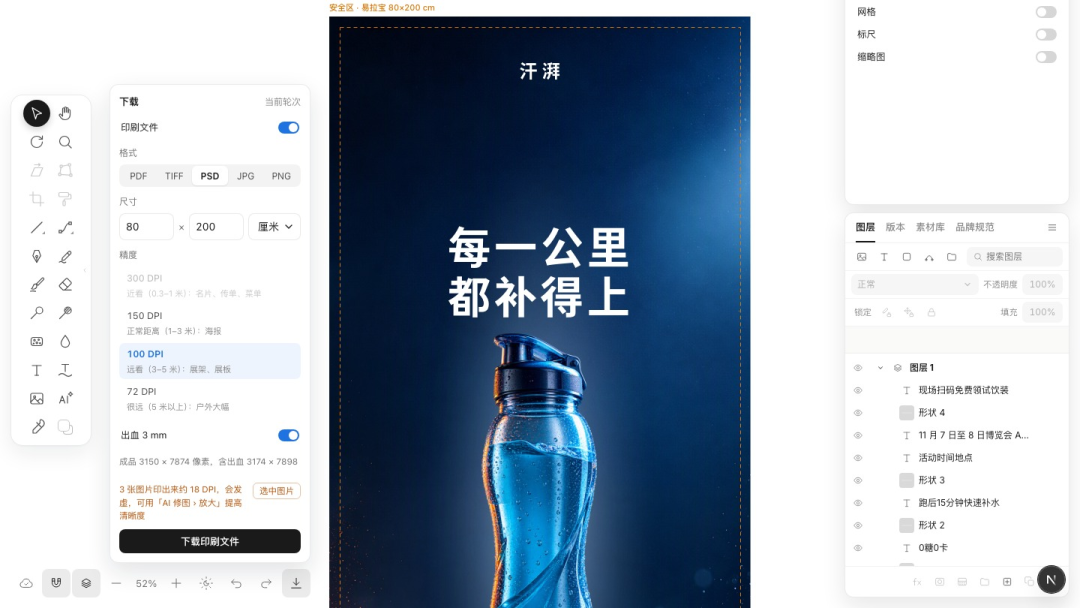 安全区 · 易拉宝 80×200 cm
汗湃
每一公里
都补得上
下载
当前轮次
印刷文件
格式
PDF TIFF PSD JPG PNG
尺寸
80 × 200 厘米
精度
300 DPI
近看（0.3–1 米）：名片、传单、菜单
150 DPI
正常距离（1–3 米）：海报
100 DPI
远看（3–5 米）：展架、展板
72 DPI
很远（5 米以上）：户外大幅
出血 3 mm
成品 3150 × 7874 像素，含出血 3174 × 7898
3 张图片印出来约 18 DPI，会发
虚，可用「AI 修图 › 放大」提高
清晰度
选中图片
下载印刷文件
52%
网格
标尺
缩略图
图层 版本 素材库 品牌规范
搜索图层
正常 不透明度 100%
锁定 填充 100%
图层 1
现场扫码免费领试饮装
形状 4
11 月 7 日至 8 日博览会 A...
活动时间地点
形状 3
跑后15分钟快速补水
形状 2
0糖0卡
fx
N